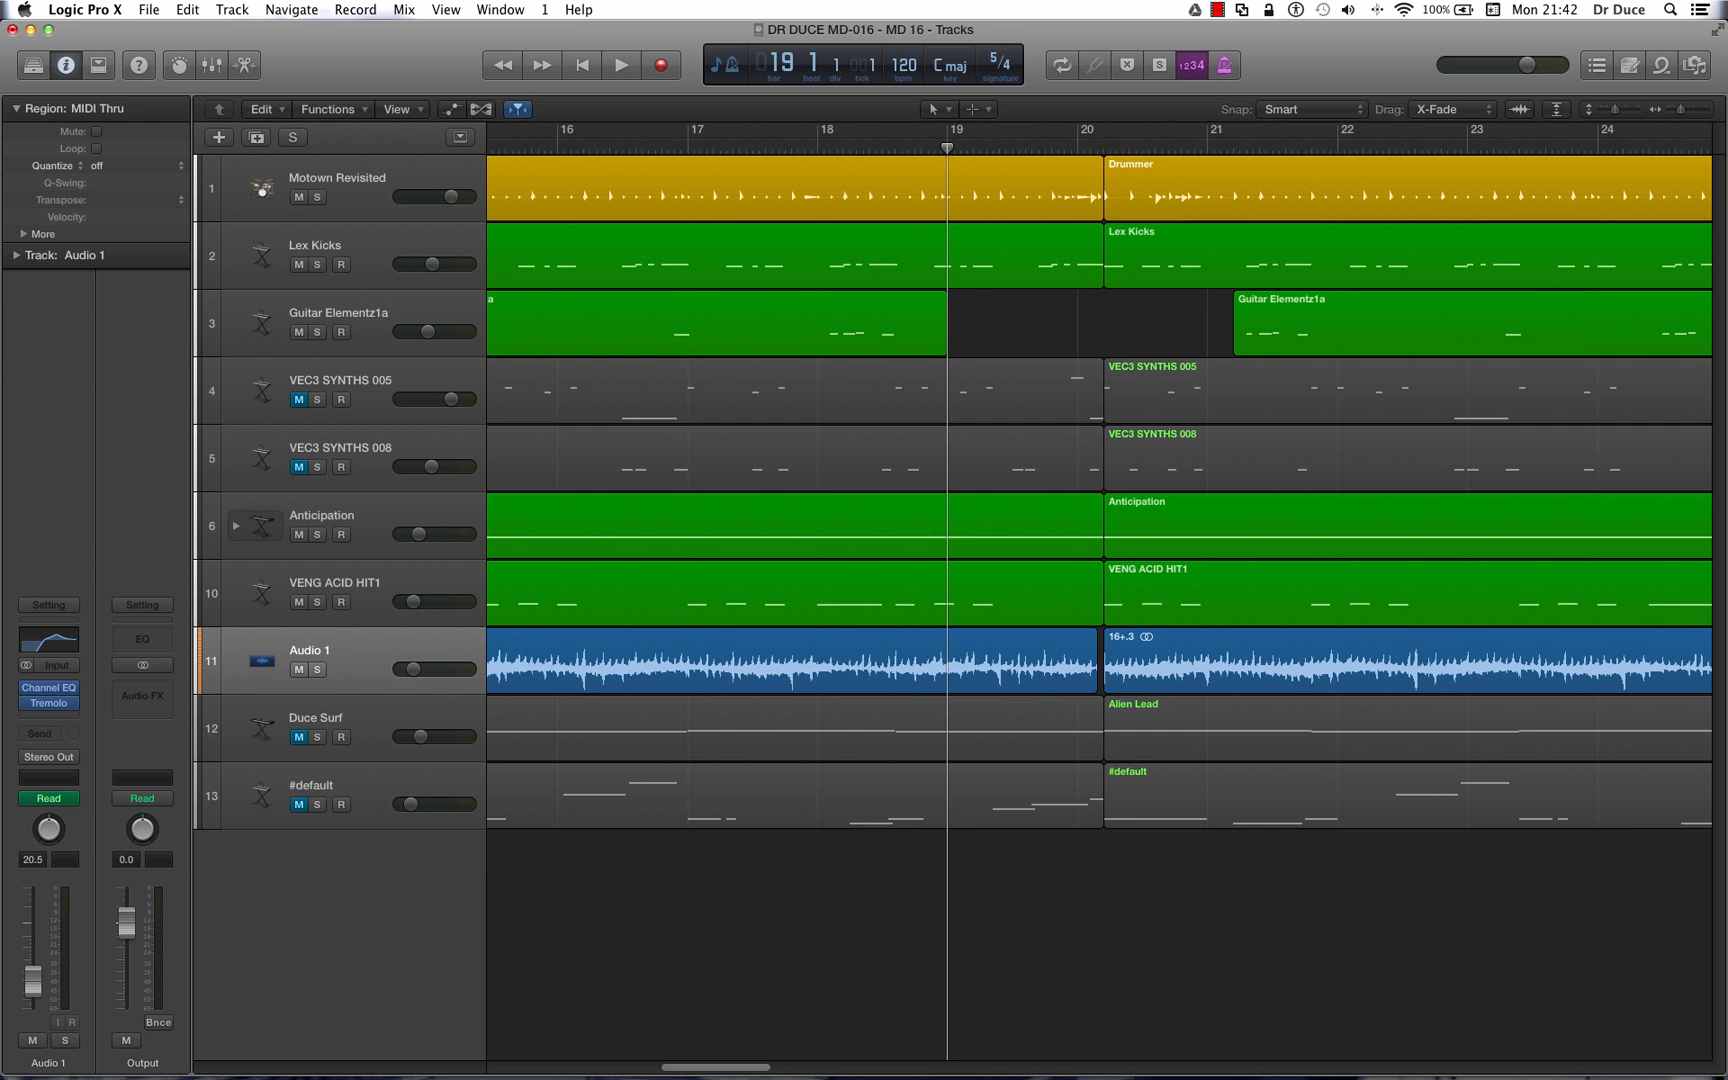 Logic Pro X File Edit Track Navigate Record Mix View Window 1 Help 100% Mon 21:42 Dr Duce
DR DUCE MD-016 - MD 16 - Tracks
19 1 1 1 120 C maj 5/4
bar beat div tick bpm key signature
S 1234
Region: MIDI Thru
Mute:
Loop:
Quantize off
Q-Swing:
Transpose:
Velocity:
More
Track: Audio 1
Edit Functions View Snap: Smart Drag: X-Fade
S
16 17 18 19 20 21 22 23 24
1 Motown Revisited
M S
Drummer
2 Lex Kicks
M S R
Lex Kicks
3 Guitar Elementz1a
M S R
a
Guitar Elementz1a
4 VEC3 SYNTHS 005
M S R
VEC3 SYNTHS 005
5 VEC3 SYNTHS 008
M S R
VEC3 SYNTHS 008
6 Anticipation
M S R
Anticipation
10 VENG ACID HIT1
M S R
VENG ACID HIT1
11 Audio 1
M S
16+.3
12 Duce Surf
M S R
Alien Lead
13 #default
M S R
#default
Setting Setting
EQ
Input
Channel EQ
Tremolo
Audio FX
Send
Stereo Out
Read Read
20.5 0.0
I R Bnce
M S M
Audio 1 Output